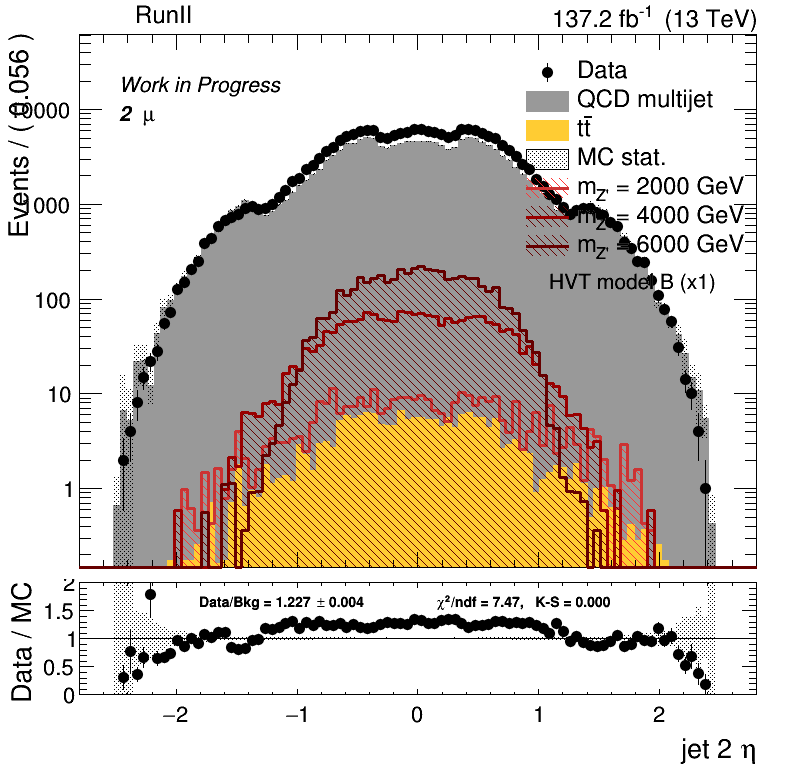 RunII
137.2 fb⁻¹ (13 TeV)
Events / ( 0.056 )
Work in Progress
2 μ
Data
QCD multijet
tt̄
MC stat.
m_Z' = 2000 GeV
m_Z' = 4000 GeV
m_Z' = 6000 GeV
HVT model B (x1)
1000
100
10
1
Data / MC
Data/Bkg = 1.227 ± 0.004
χ²/ndf = 7.47, K-S = 0.000
2
1.5
1
0.5
0
−2
−1
0
1
2
jet 2 η